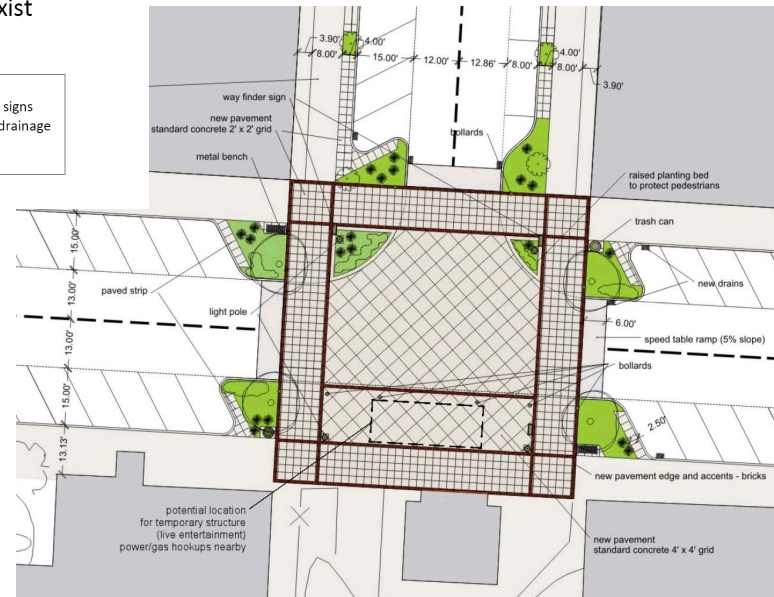 xist
signs
drainage
3.90'
8.00'
4.00'
15.00'
12.00'
12.86'
8.00'
4.00'
8.00'
3.90'
way finder sign
new pavement
standard concrete 2' x 2' grid
metal bench
bollards
raised planting bed
to protect pedestrians
trash can
15.00'
13.00'
paved strip
light pole
new drains
6.00'
speed table ramp (5% slope)
bollards
13.00'
15.00'
13.13'
2.50'
new pavement edge and accents - bricks
potential location
for temporary structure
(live entertainment)
power/gas hookups nearby
new pavement
standard concrete 4' x 4' grid